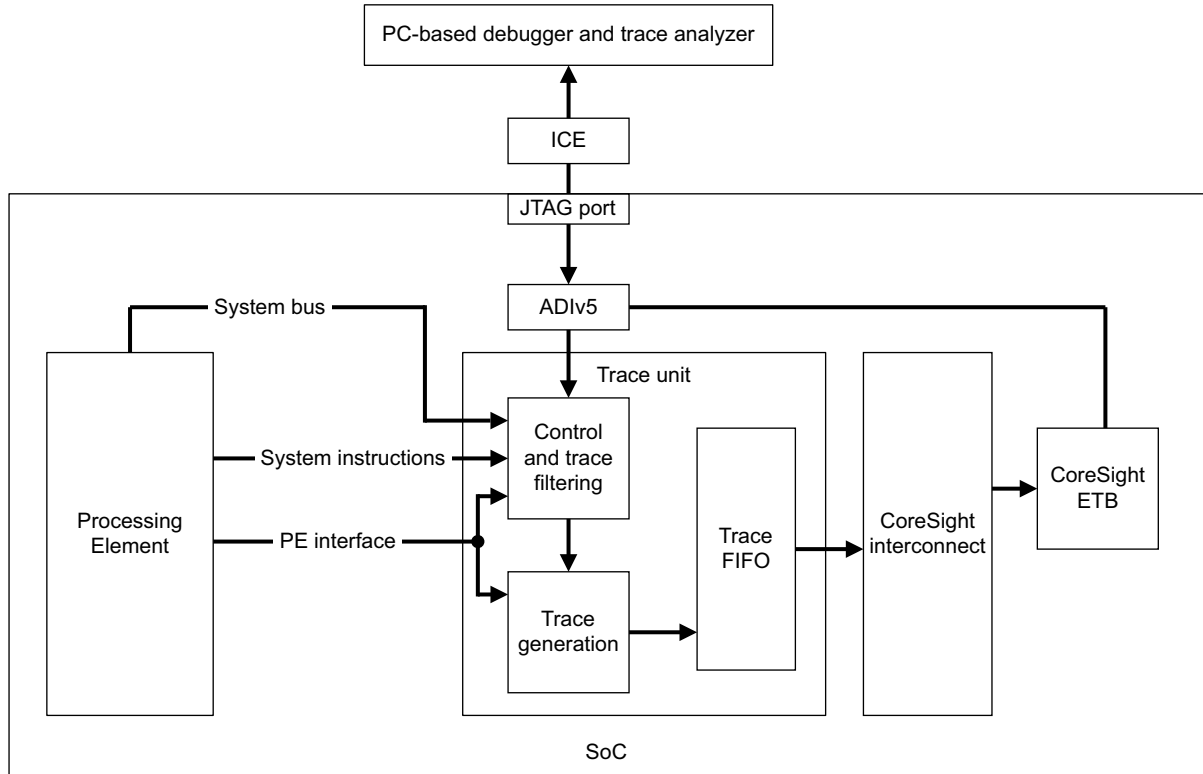 PC-based debugger and trace analyzer
ICE
JTAG port
ADIv5
System bus
Trace unit
Control
and trace
filtering
System instructions
Processing
Element
PE interface
Trace
generation
Trace
FIFO
CoreSight
interconnect
CoreSight
ETB
SoC